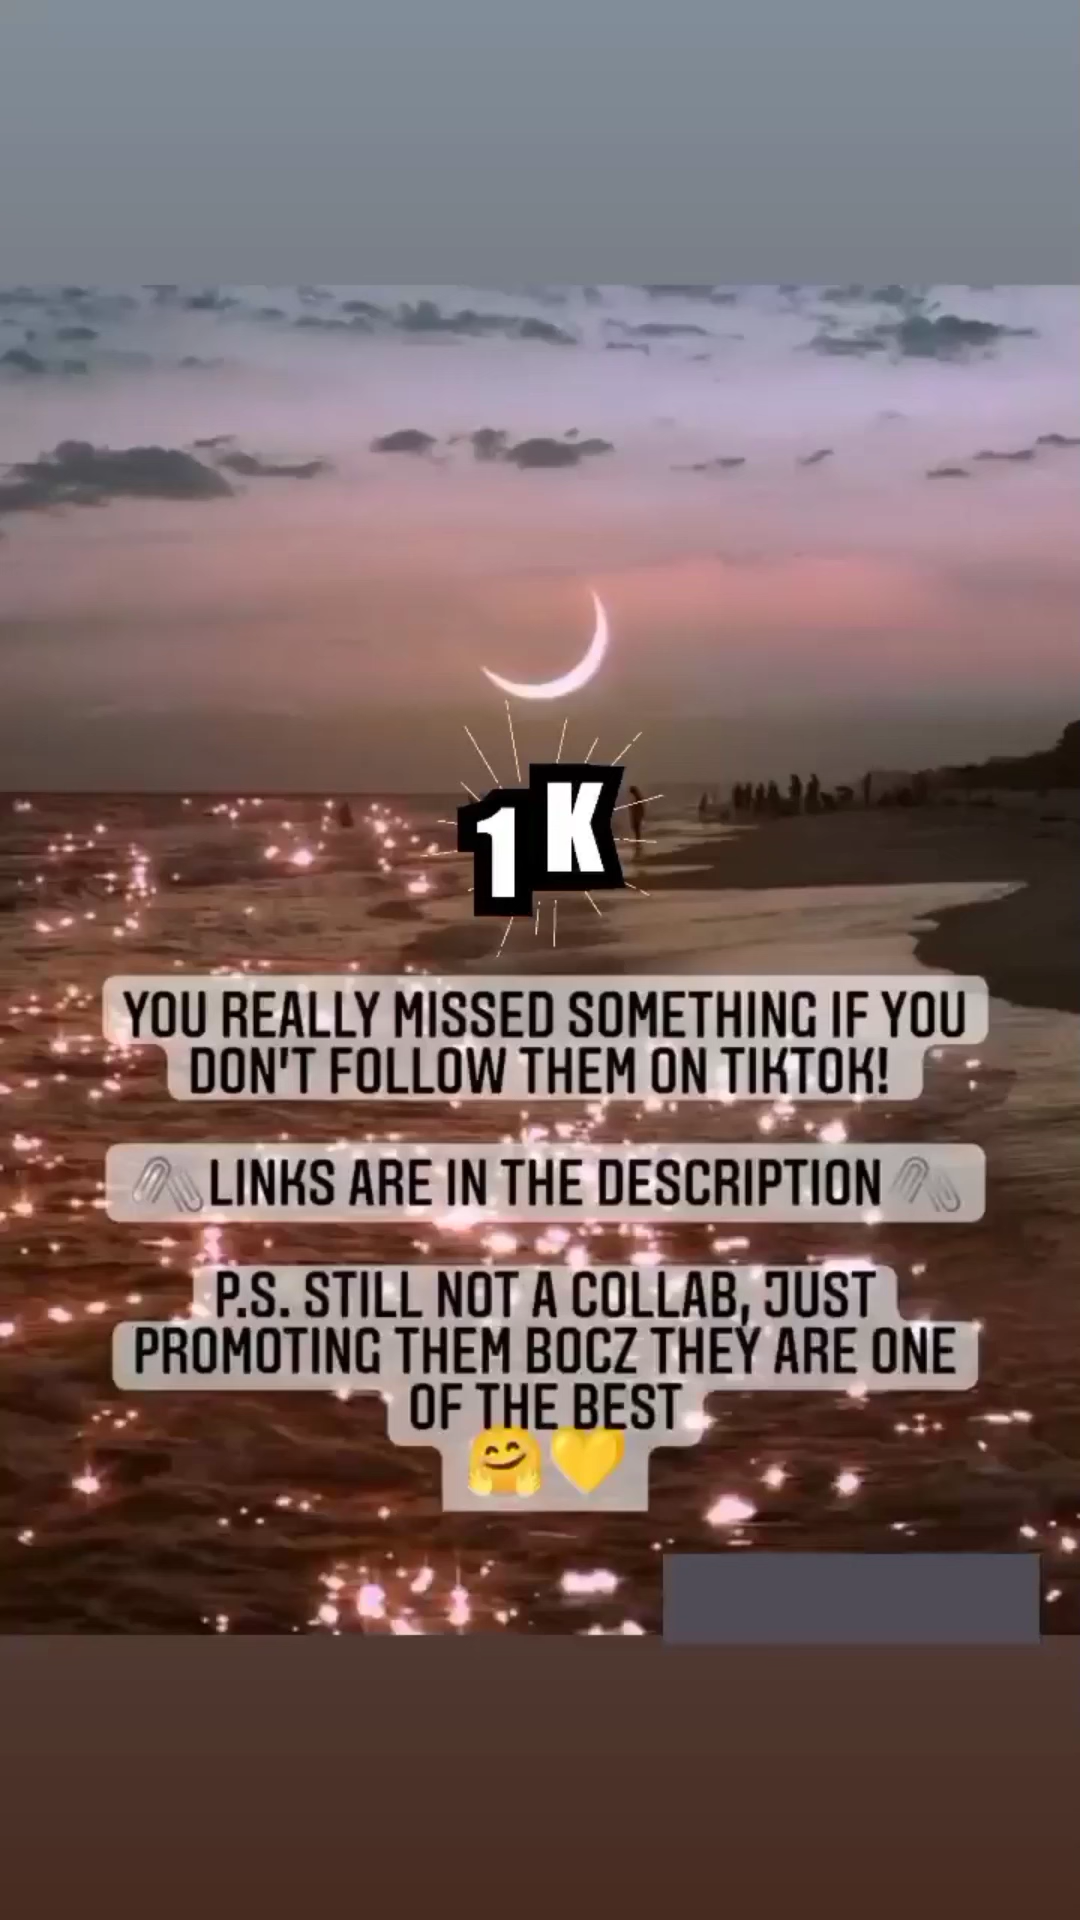 1K
YOU REALLY MISSED SOMETHING IF YOU
DON'T FOLLOW THEM ON TIKTOK!
LINKS ARE IN THE DESCRIPTION
P.S. STILL NOT A COLLAB, JUST
PROMOTING THEM BOCZ THEY ARE ONE
OF THE BEST